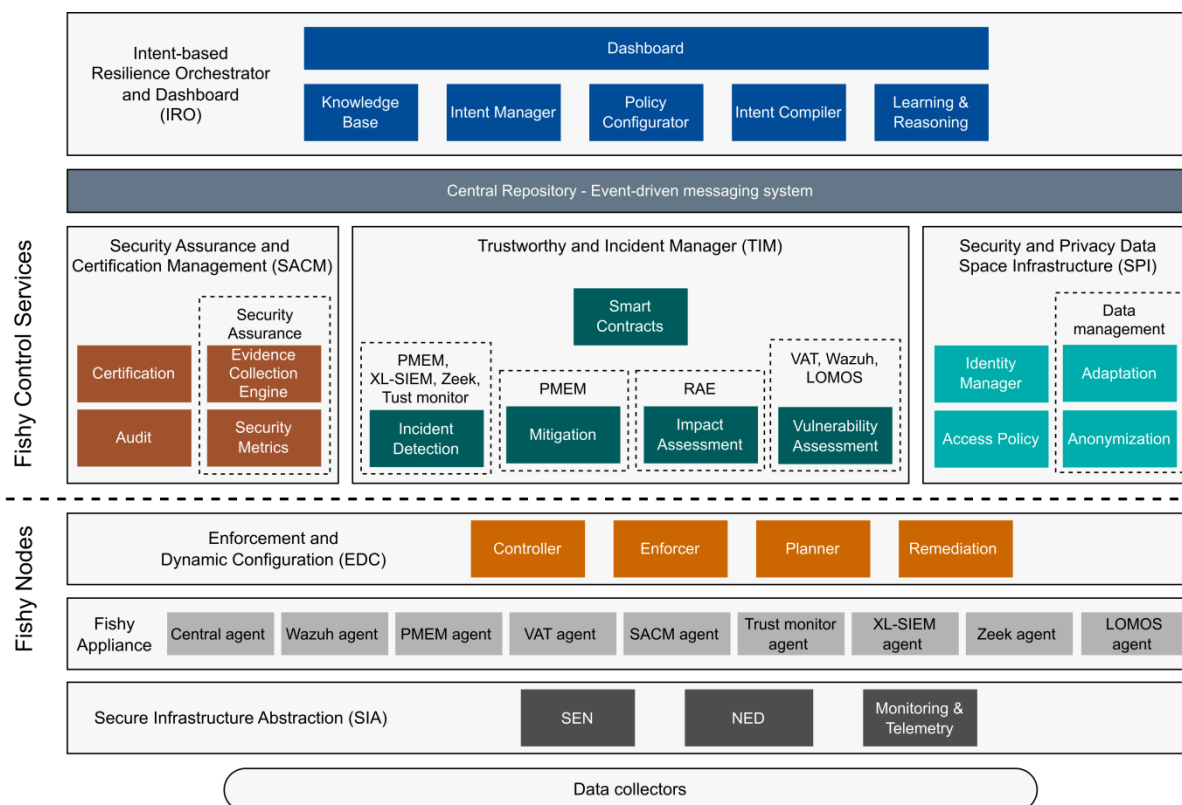 Intent-based
Resilience Orchestrator
and Dashboard
(IRO)
Dashboard
Knowledge
Base
Intent Manager
Policy
Configurator
Intent Compiler
Learning &
Reasoning
Central Repository - Event-driven messaging system
Fishy Control Services
Security Assurance and
Certification Management (SACM)
Security
Assurance
Certification
Evidence
Collection
Engine
Audit
Security
Metrics
Trustworthy and Incident Manager (TIM)
Smart
Contracts
PMEM,
XL-SIEM, Zeek,
Tust monitor
Incident
Detection
PMEM
Mitigation
RAE
Impact
Assessment
VAT, Wazuh,
LOMOS
Vulnerability
Assessment
Security and Privacy Data
Space Infrastructure (SPI)
Data
management
Identity
Manager
Adaptation
Access Policy
Anonymization
Fishy Nodes
Enforcement and
Dynamic Configuration (EDC)
Controller
Enforcer
Planner
Remediation
Fishy
Appliance
Central agent
Wazuh agent
PMEM agent
VAT agent
SACM agent
Trust monitor
agent
XL-SIEM
agent
Zeek agent
LOMOS
agent
Secure Infrastructure Abstraction (SIA)
SEN
NED
Monitoring &
Telemetry
Data collectors